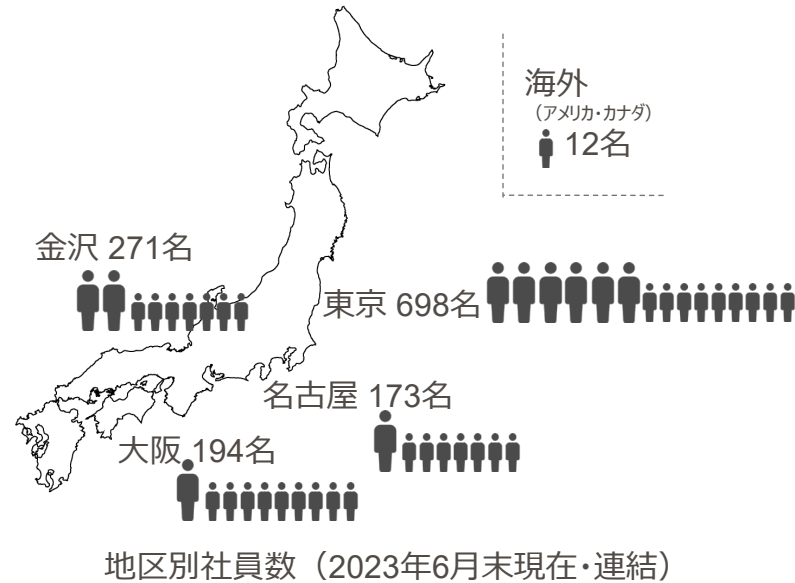 海外
（アメリカ・カナダ）
12名
金沢 271名
東京 698名
名古屋 173名
大阪 194名
地区別社員数（2023年6月末現在・連結）